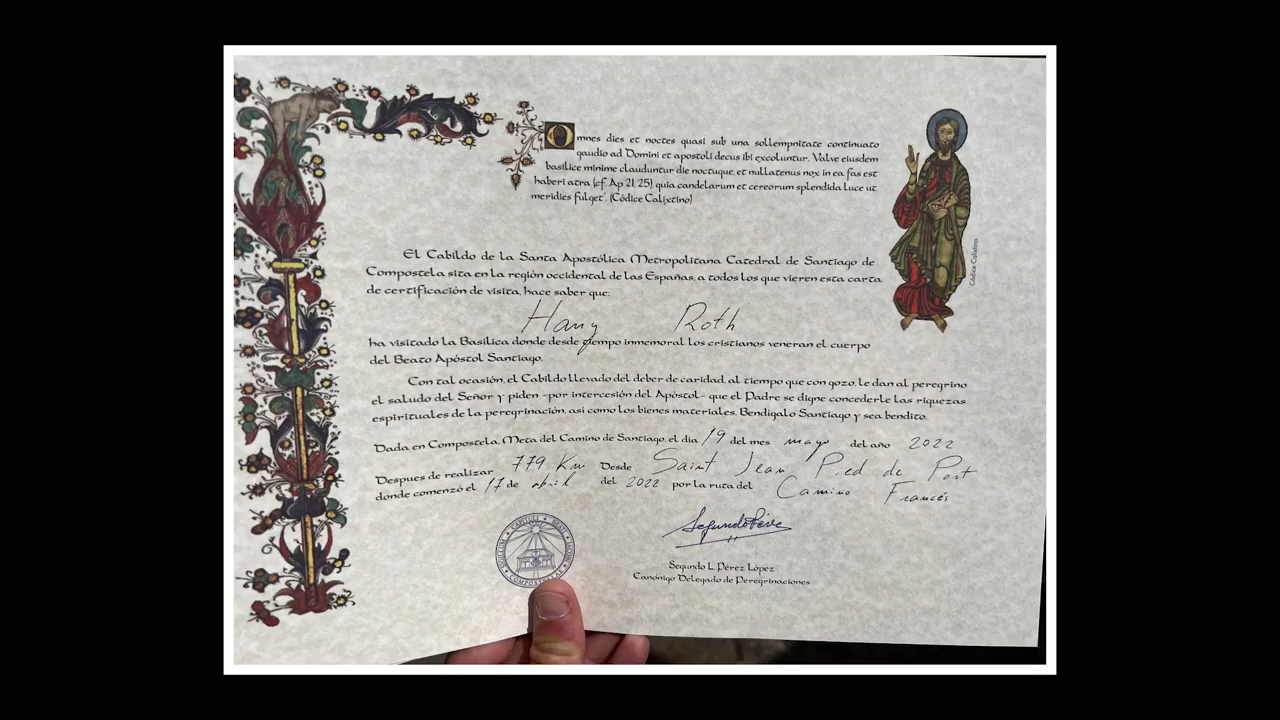 Omnes dies et noctes quasi sub una sollempnitate continuato
gaudio ad Domini et apostoli decus ibi excoluntur. Valve eiusdem
basilice minime clauduntur die noctuque, et nullatenus nox in ea fas est
haberi atra (cf. Ap 21, 25), quia candelarum et cereorum splendida luce ut
meridies fulget". (Códice Calixtino)
Códice Calixtino
El Cabildo de la Santa Apostólica Metropolitana Catedral de Santiago de
Compostela sita en la región occidental de las Españas, a todos los que vieren esta carta
de certificación de visita, hace saber que:
Roth
ha visitado la Basílica donde desde tiempo inmemorial los cristianos veneran el cuerpo
del Beato Apóstol Santiago.
Con tal ocasión, el Cabildo llevado del deber de caridad, al tiempo que con gozo, le dan al peregrino
el saludo del Señor y piden -por intercesión del Apóstol- que el Padre se digne concederle las riquezas
espirituales de la peregrinación, así como los bienes materiales. Bendígalo Santiago y sea bendito.
Dada en Compostela, Meta del Camino de Santiago, el día 19 del mes mayo del año 2022
Despues de realizar 779 Km Desde Saint Jean Pied de Port
donde comenzó el 17 de abril del 2022 por la ruta del Camino Francés
Segundo L. Pérez López
Canónigo Delegado de Peregrinaciones